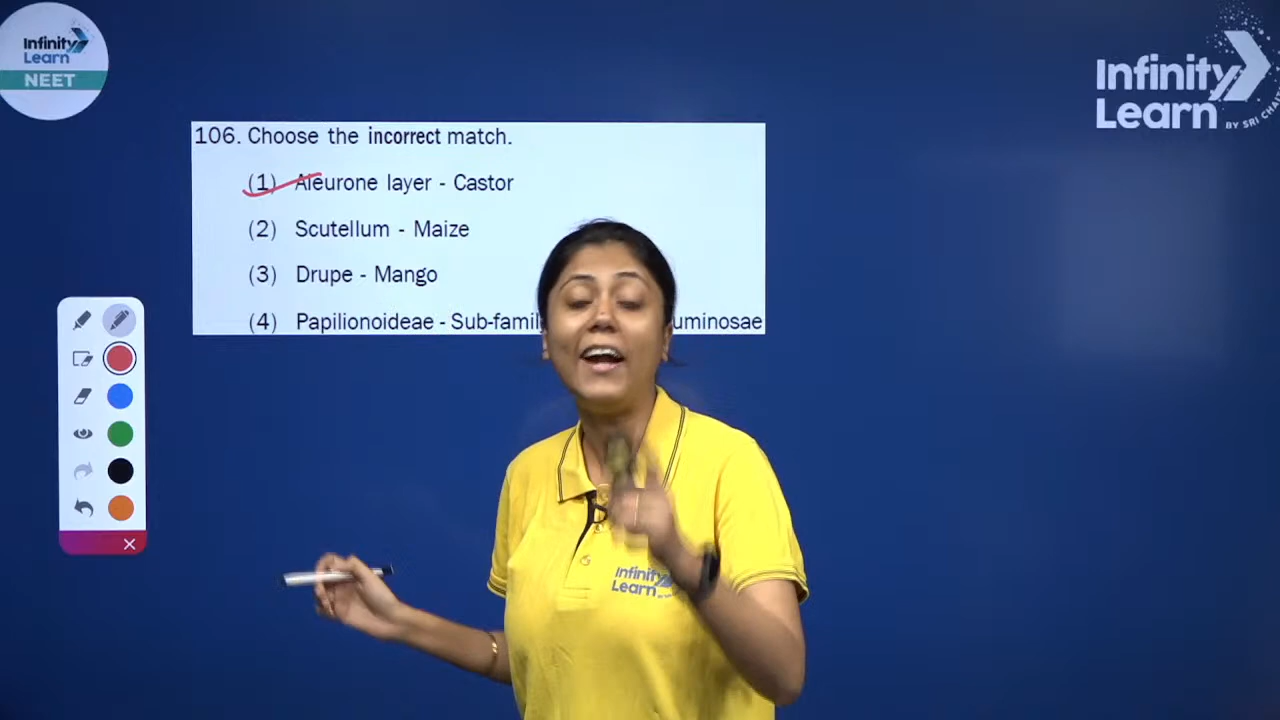 Infinity
Learn
NEET
Infinity
Learn
BY SRI
106. Choose the incorrect match.
(1) Aleurone layer - Castor
(2) Scutellum - Maize
(3) Drupe - Mango
(4) Papilionoideae - Sub-famil uminosae
Infinity
Learn